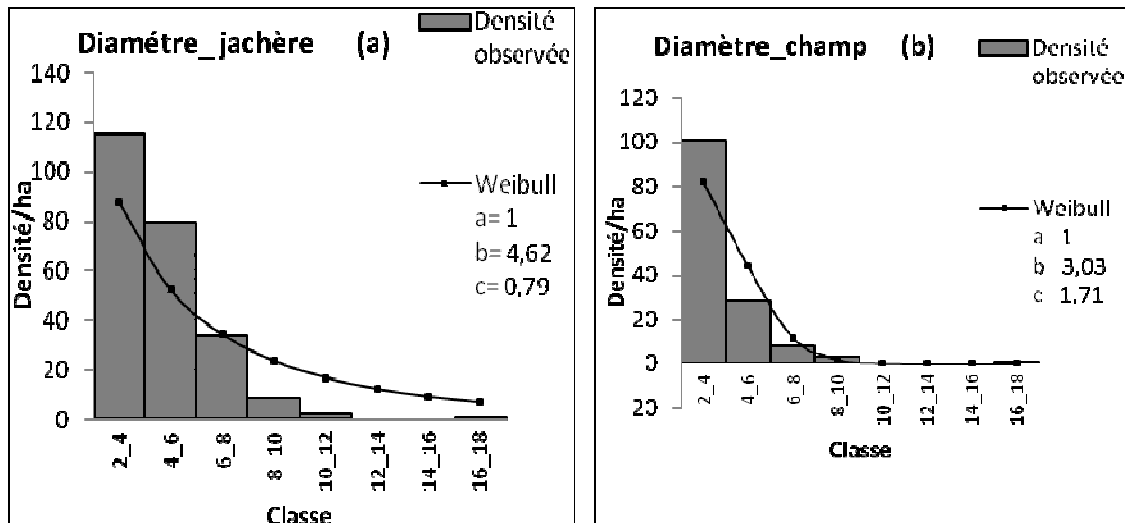 Diamétre_jachère (a)
Densité
observée
140
120
100
80
60
40
20
0
Densité/ha
Weibull
a= 1
b= 4,62
c= 0,79
2_4
4_6
6_8
8_10
10_12
12_14
14_16
16_18
Classe
Diamètre_champ (b)
Densité
observée
120
100
80
60
40
20
0
20
Densité/ha
Weibull
a 1
b 3,03
c 1,71
2_4
4_6
6_8
8_10
10_12
12_14
14_16
16_18
Classe